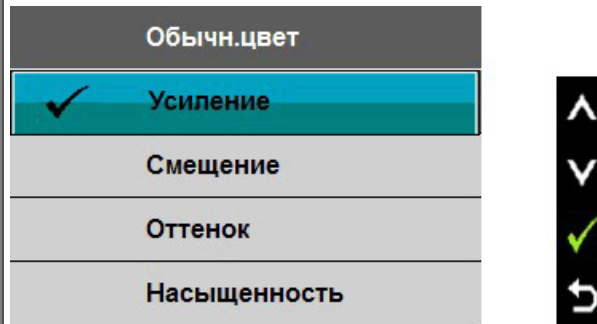 Обычн.цвет
Усиление
Смещение
Оттенок
Насыщенность